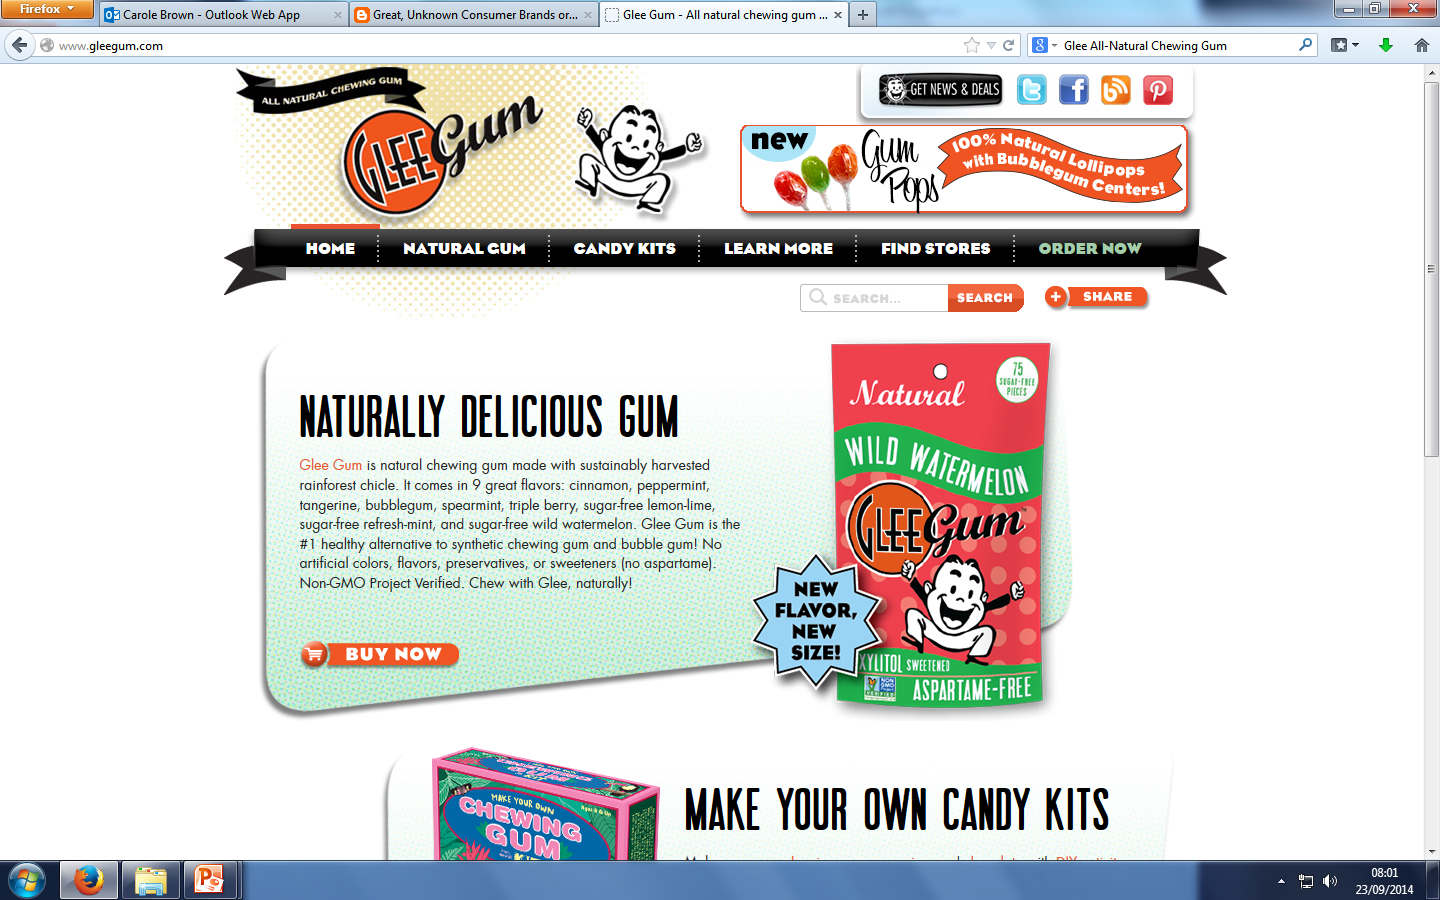 Firefox
Carole Brown - Outlook Web App
Great, Unknown Consumer Brands or...
Glee Gum - All natural chewing gum ...
www.gleegum.com
Glee All-Natural Chewing Gum
ALL NATURAL CHEWING GUM
GLEE Gum
GET NEWS & DEALS
new
Gum Pops
100% Natural Lollipops
with Bubblegum Centers!
HOME
NATURAL GUM
CANDY KITS
LEARN MORE
FIND STORES
ORDER NOW
SEARCH...
SEARCH
SHARE
NATURALLY DELICIOUS GUM
Glee Gum is natural chewing gum made with sustainably harvested
rainforest chicle. It comes in 9 great flavors: cinnamon, peppermint,
tangerine, bubblegum, spearmint, triple berry, sugar-free lemon-lime,
sugar-free refresh-mint, and sugar-free wild watermelon. Glee Gum is the
#1 healthy alternative to synthetic chewing gum and bubble gum! No
artificial colors, flavors, preservatives, or sweeteners (no aspartame).
Non-GMO Project Verified. Chew with Glee, naturally!
BUY NOW
Natural
75
SUGAR-FREE
PIECES
WILD WATERMELON
GLEE Gum
NEW
FLAVOR,
NEW
SIZE!
XYLITOL SWEETENED
NON
GMO
Project
VERIFIED
ASPARTAME-FREE
MAKE YOUR OWN
CHEWING
GUM
MAKE YOUR OWN CANDY KITS
08:01
23/09/2014